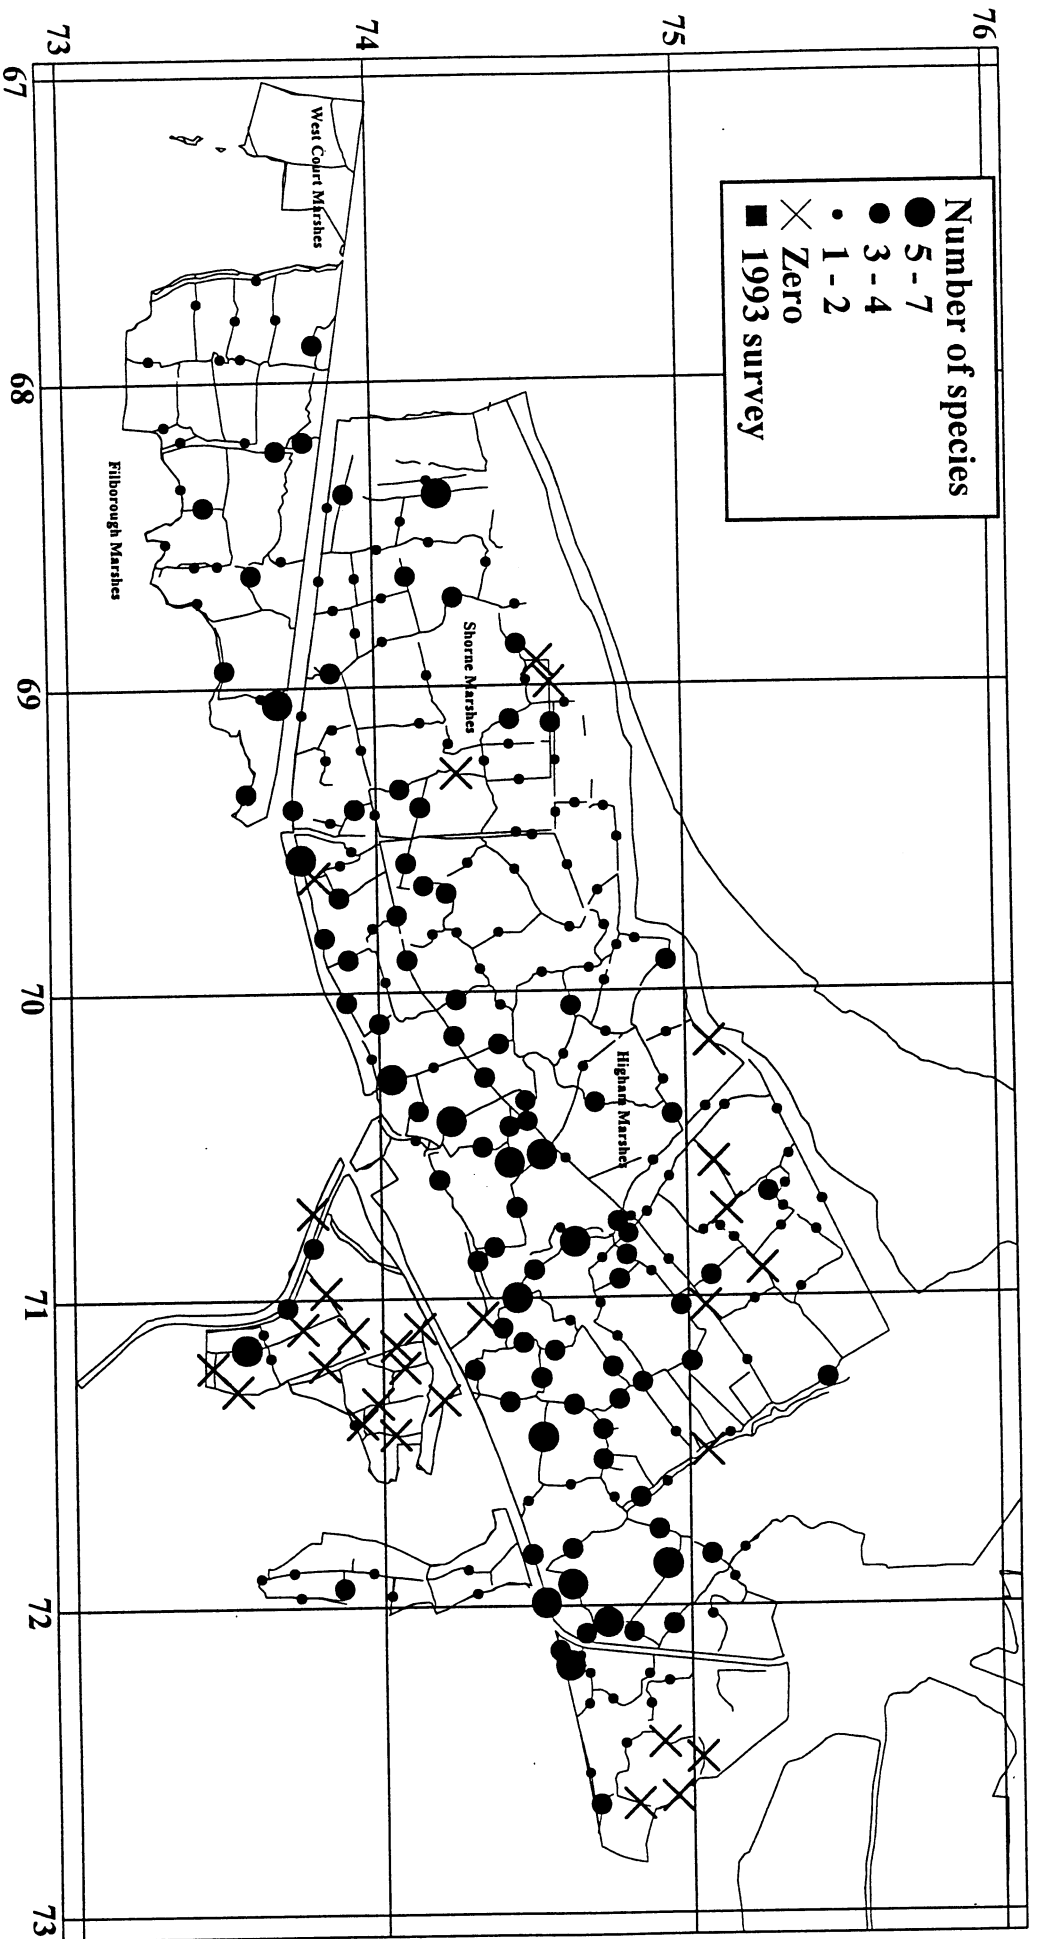 Number of species
5 - 7
3 - 4
1 - 2
Zero
1993 survey
76
75
74
73
67
68
69
70
71
72
73
West Court Marshes
Filborough Marshes
Shorne Marshes
Higham Marshes